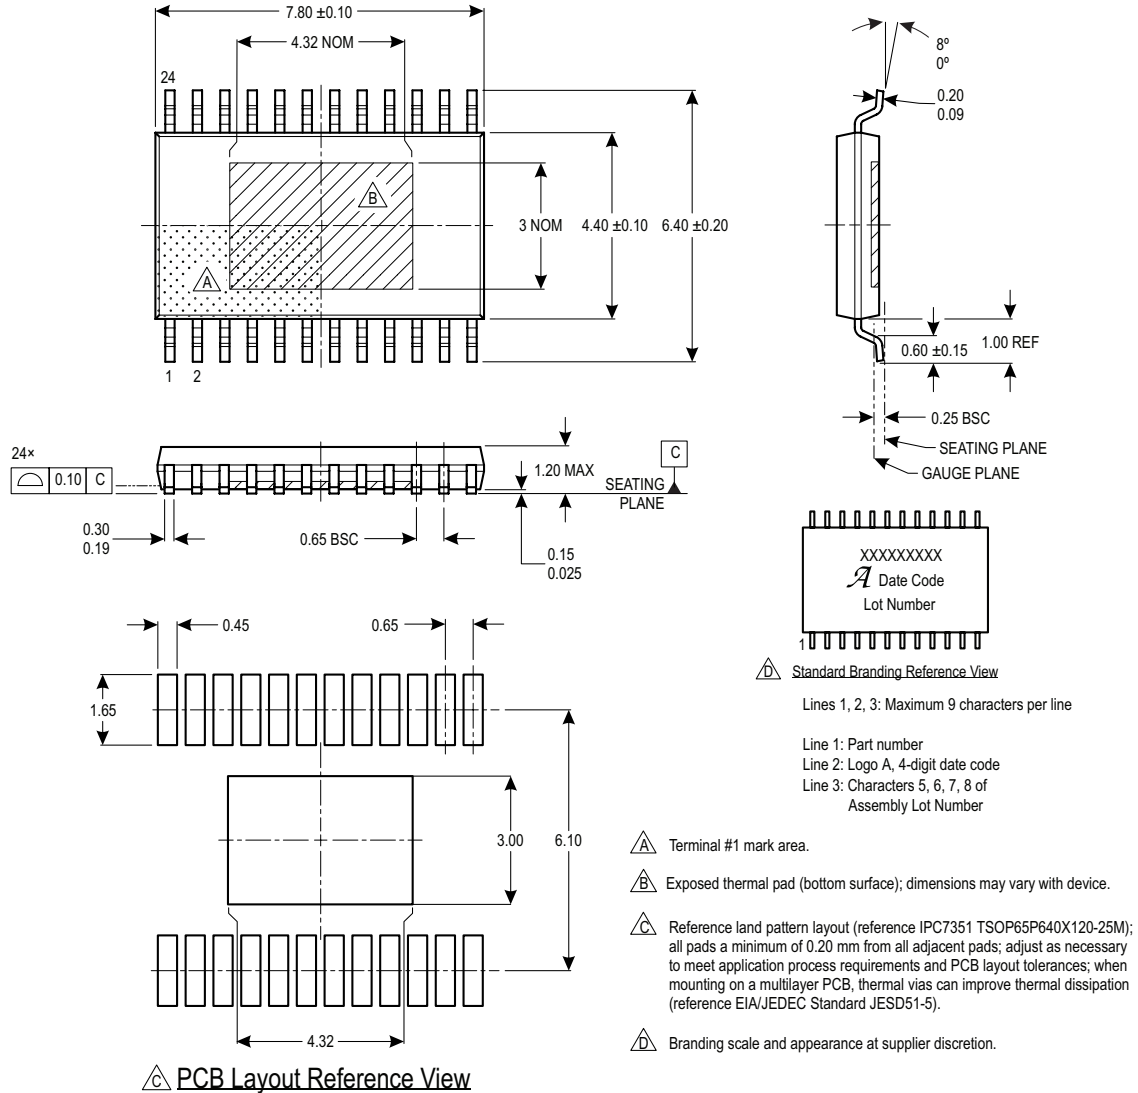 7.80 ±0.10
4.32 NOM
24
B
A
3 NOM
4.40 ±0.10
6.40 ±0.20
1 2
8º
0º
0.20
0.09
0.60 ±0.15
1.00 REF
0.25 BSC
SEATING PLANE
GAUGE PLANE
24×
0.10 C
0.30
0.19
0.65 BSC
1.20 MAX
C
SEATING
PLANE
0.15
0.025
XXXXXXXXX
A Date Code
Lot Number
1
D Standard Branding Reference View
Lines 1, 2, 3: Maximum 9 characters per line
Line 1: Part number
Line 2: Logo A, 4-digit date code
Line 3: Characters 5, 6, 7, 8 of
Assembly Lot Number
0.45
0.65
1.65
3.00
6.10
4.32
C PCB Layout Reference View
A Terminal #1 mark area.
B Exposed thermal pad (bottom surface); dimensions may vary with device.
C Reference land pattern layout (reference IPC7351 TSOP65P640X120-25M);
all pads a minimum of 0.20 mm from all adjacent pads; adjust as necessary
to meet application process requirements and PCB layout tolerances; when
mounting on a multilayer PCB, thermal vias can improve thermal dissipation
(reference EIA/JEDEC Standard JESD51-5).
D Branding scale and appearance at supplier discretion.